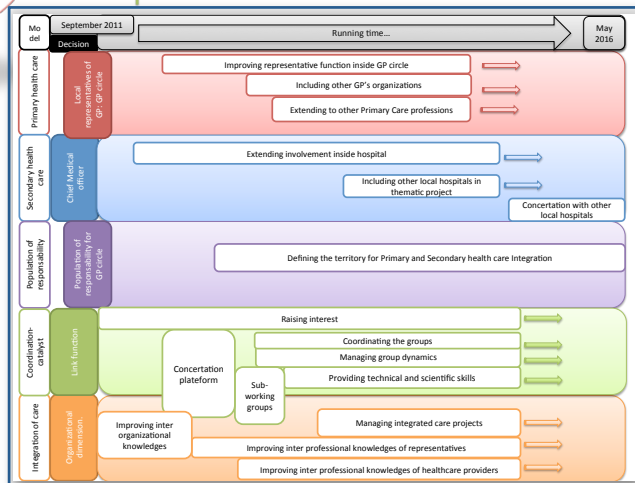 Mo
del
September 2011
Decision
Running time...
May
2016
Primary health care
Local
representatives of
GP: GP circle
Improving representative function inside GP circle
Including other GP's organizations
Extending to other Primary Care professions
Secondary health
care
Chief Medical
officer
Extending involvement inside hospital
Including other local hospitals in
thematic project
Concertation with other
local hospitals
Population of
responsability
Population of
responsability for
GP circle
Defining the territory for Primary and Secondary health care Integration
Coordination-
catalyst
Link function
Raising interest
Concertation
plateform
Coordinating the groups
Managing group dynamics
Sub-
working
groups
Providing technical and scientific skills
Integration of care
Organizational
dimension.
Improving inter
organizational
knowledges
Managing integrated care projects
Improving inter professional knowledges of representatives
Improving inter professional knowledges of healthcare providers